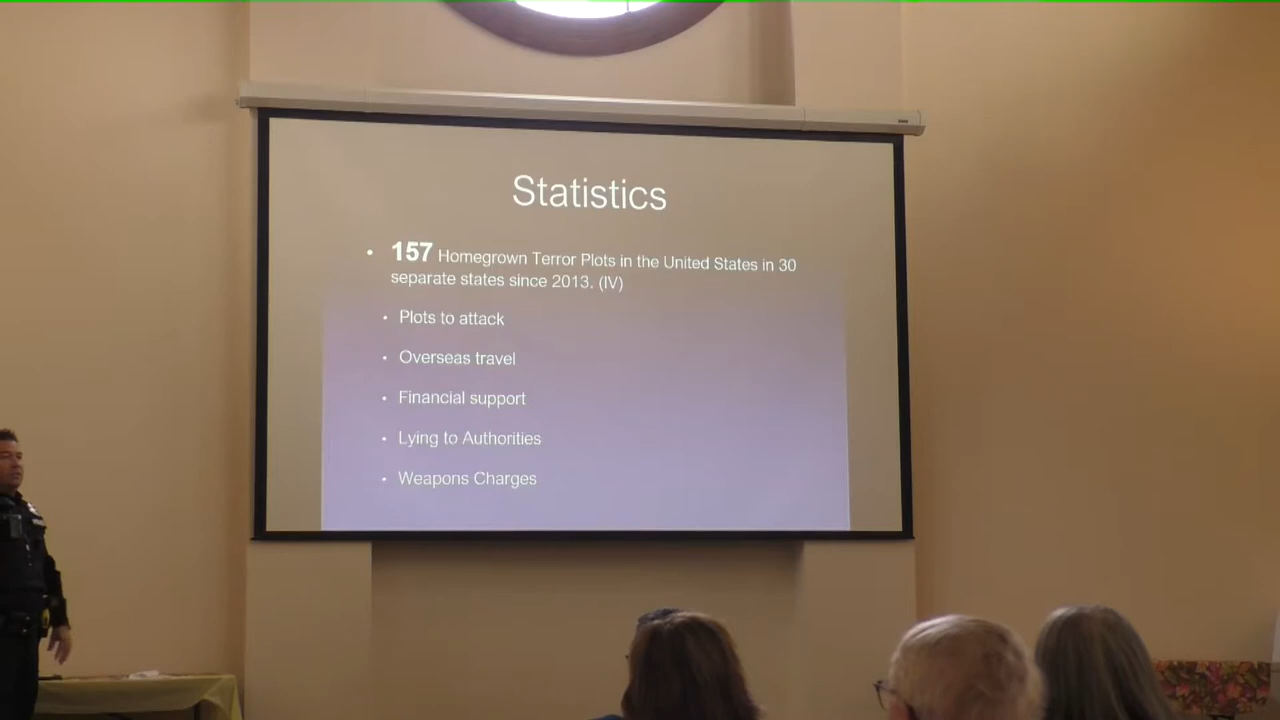 Statistics
• 157 Homegrown Terror Plots in the United States in 30
separate states since 2013. (IV)
• Plots to attack
• Overseas travel
• Financial support
• Lying to Authorities
• Weapons Charges